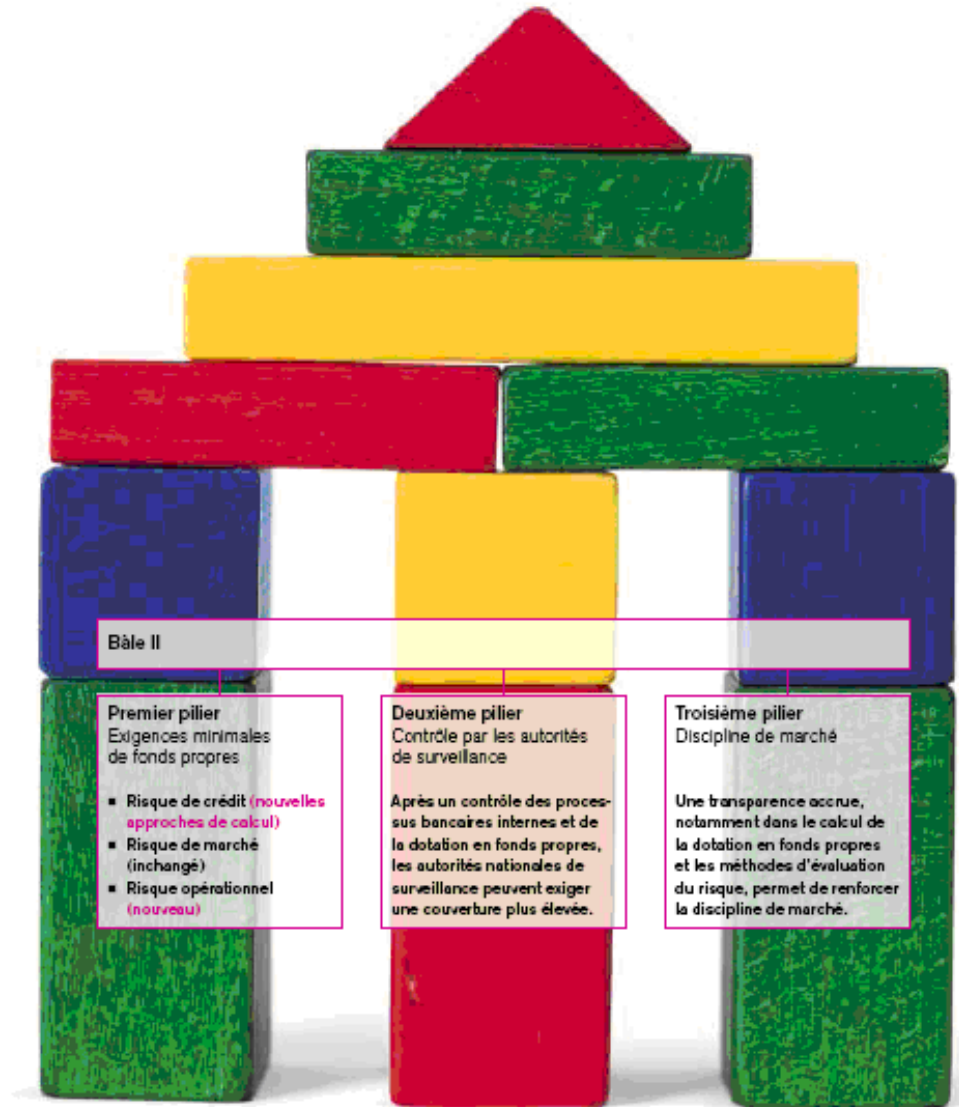 Bâle II
Premier pilier
Exigences minimales
de fonds propres
▪ Risque de crédit (nouvelles
approches de calcul)
▪ Risque de marché
(inchangé)
▪ Risque opérationnel
(nouveau)
Deuxième pilier
Contrôle par les autorités
de surveillance
Après un contrôle des proces-
sus bancaires internes et de
la dotation en fonds propres,
les autorités nationales de
surveillance peuvent exiger
une couverture plus élevée.
Troisième pilier
Discipline de marché
Une transparence accrue,
notamment dans le calcul de
la dotation en fonds propres
et les méthodes d'évaluation
du risque, permet de renforcer
la discipline de marché.